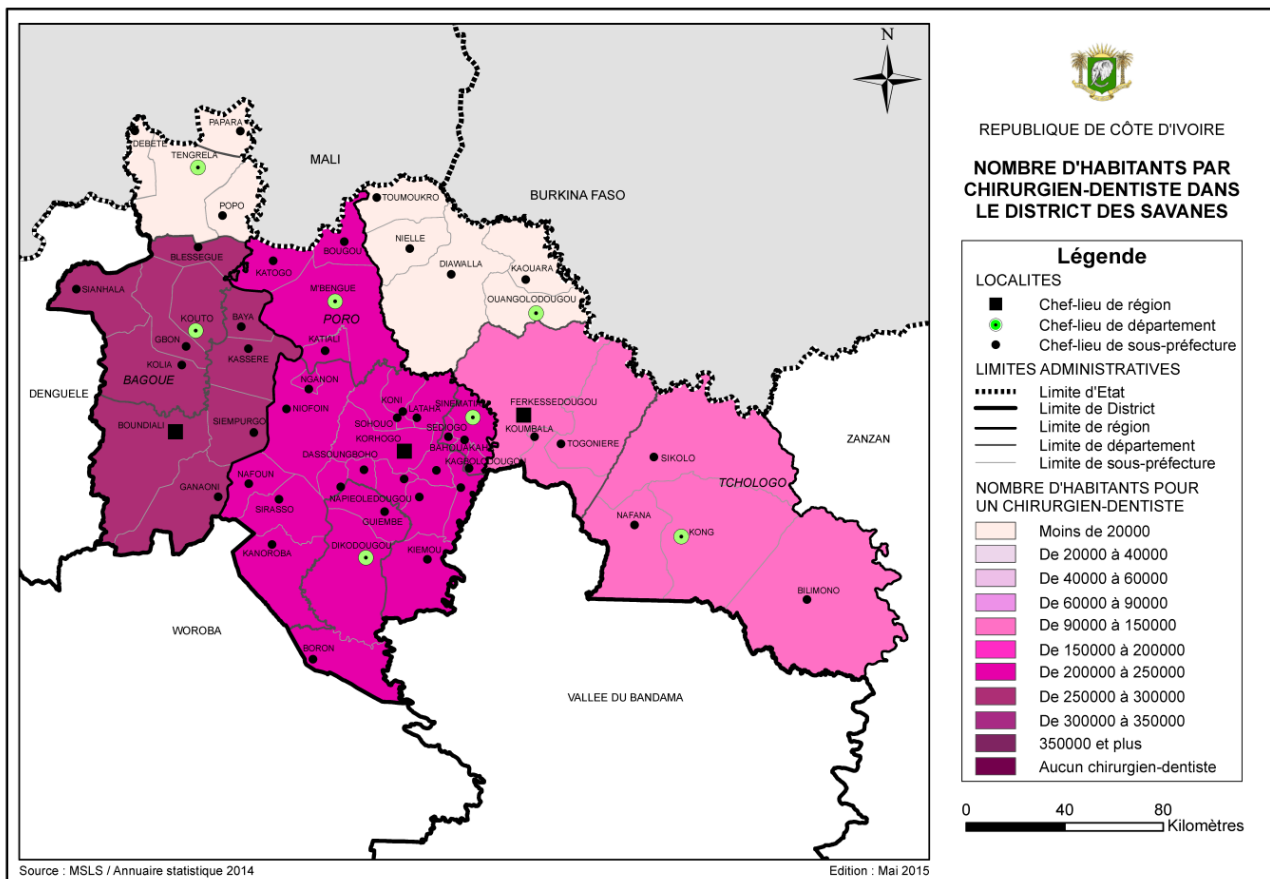 N
PAPARA
DEBETE
TENGRELA
MALI
POPO
BURKINA FASO
TOUMOUKRO
BLESSEGUE
BOUGOU
NIELLE
KATOGO
DIAWALLA
KAOUARA
SIANHALA
M'BENGUE
OUANGOLODOUGOU
PORO
KOUTO
BAYA
GBON
KASSERE
KATIALI
KOLIA
BAGOUE
NGANON
DENGUELE
NIOFOIN
KONI
LATAHA
SINEMATIALI
FERKESSEDOUGOU
BOUNDIALI
SIEMPURGO
SOHOUO
SEDIOGO
KOUMBALA
KORHOGO
BAHOUAKAHA
TOGONIERE
ZANZAN
DASSOUNGBOHO
KAGBOLODOUGOU
SIKOLO
NAFOUN
TCHOLOGO
GANAONI
SIRASSO
NAPIEOLEDOUGOU
GUIEMBE
NAFANA
KONG
KANOROBA
DIKODOUGOU
KIEMOU
BILIMONO
WOROBA
BORON
VALLEE DU BANDAMA
Source : MSLS / Annuaire statistique 2014
Edition : Mai 2015
REPUBLIQUE DE CÔTE D'IVOIRE
NOMBRE D'HABITANTS PAR
CHIRURGIEN-DENTISTE DANS
LE DISTRICT DES SAVANES
Légende
LOCALITES
Chef-lieu de région
Chef-lieu de département
Chef-lieu de sous-préfecture
LIMITES ADMINISTRATIVES
Limite d'Etat
Limite de District
Limite de région
Limite de département
Limite de sous-préfecture
NOMBRE D'HABITANTS POUR
UN CHIRURGIEN-DENTISTE
Moins de 20000
De 20000 à 40000
De 40000 à 60000
De 60000 à 90000
De 90000 à 150000
De 150000 à 200000
De 200000 à 250000
De 250000 à 300000
De 300000 à 350000
350000 et plus
Aucun chirurgien-dentiste
0 40 80
Kilomètres